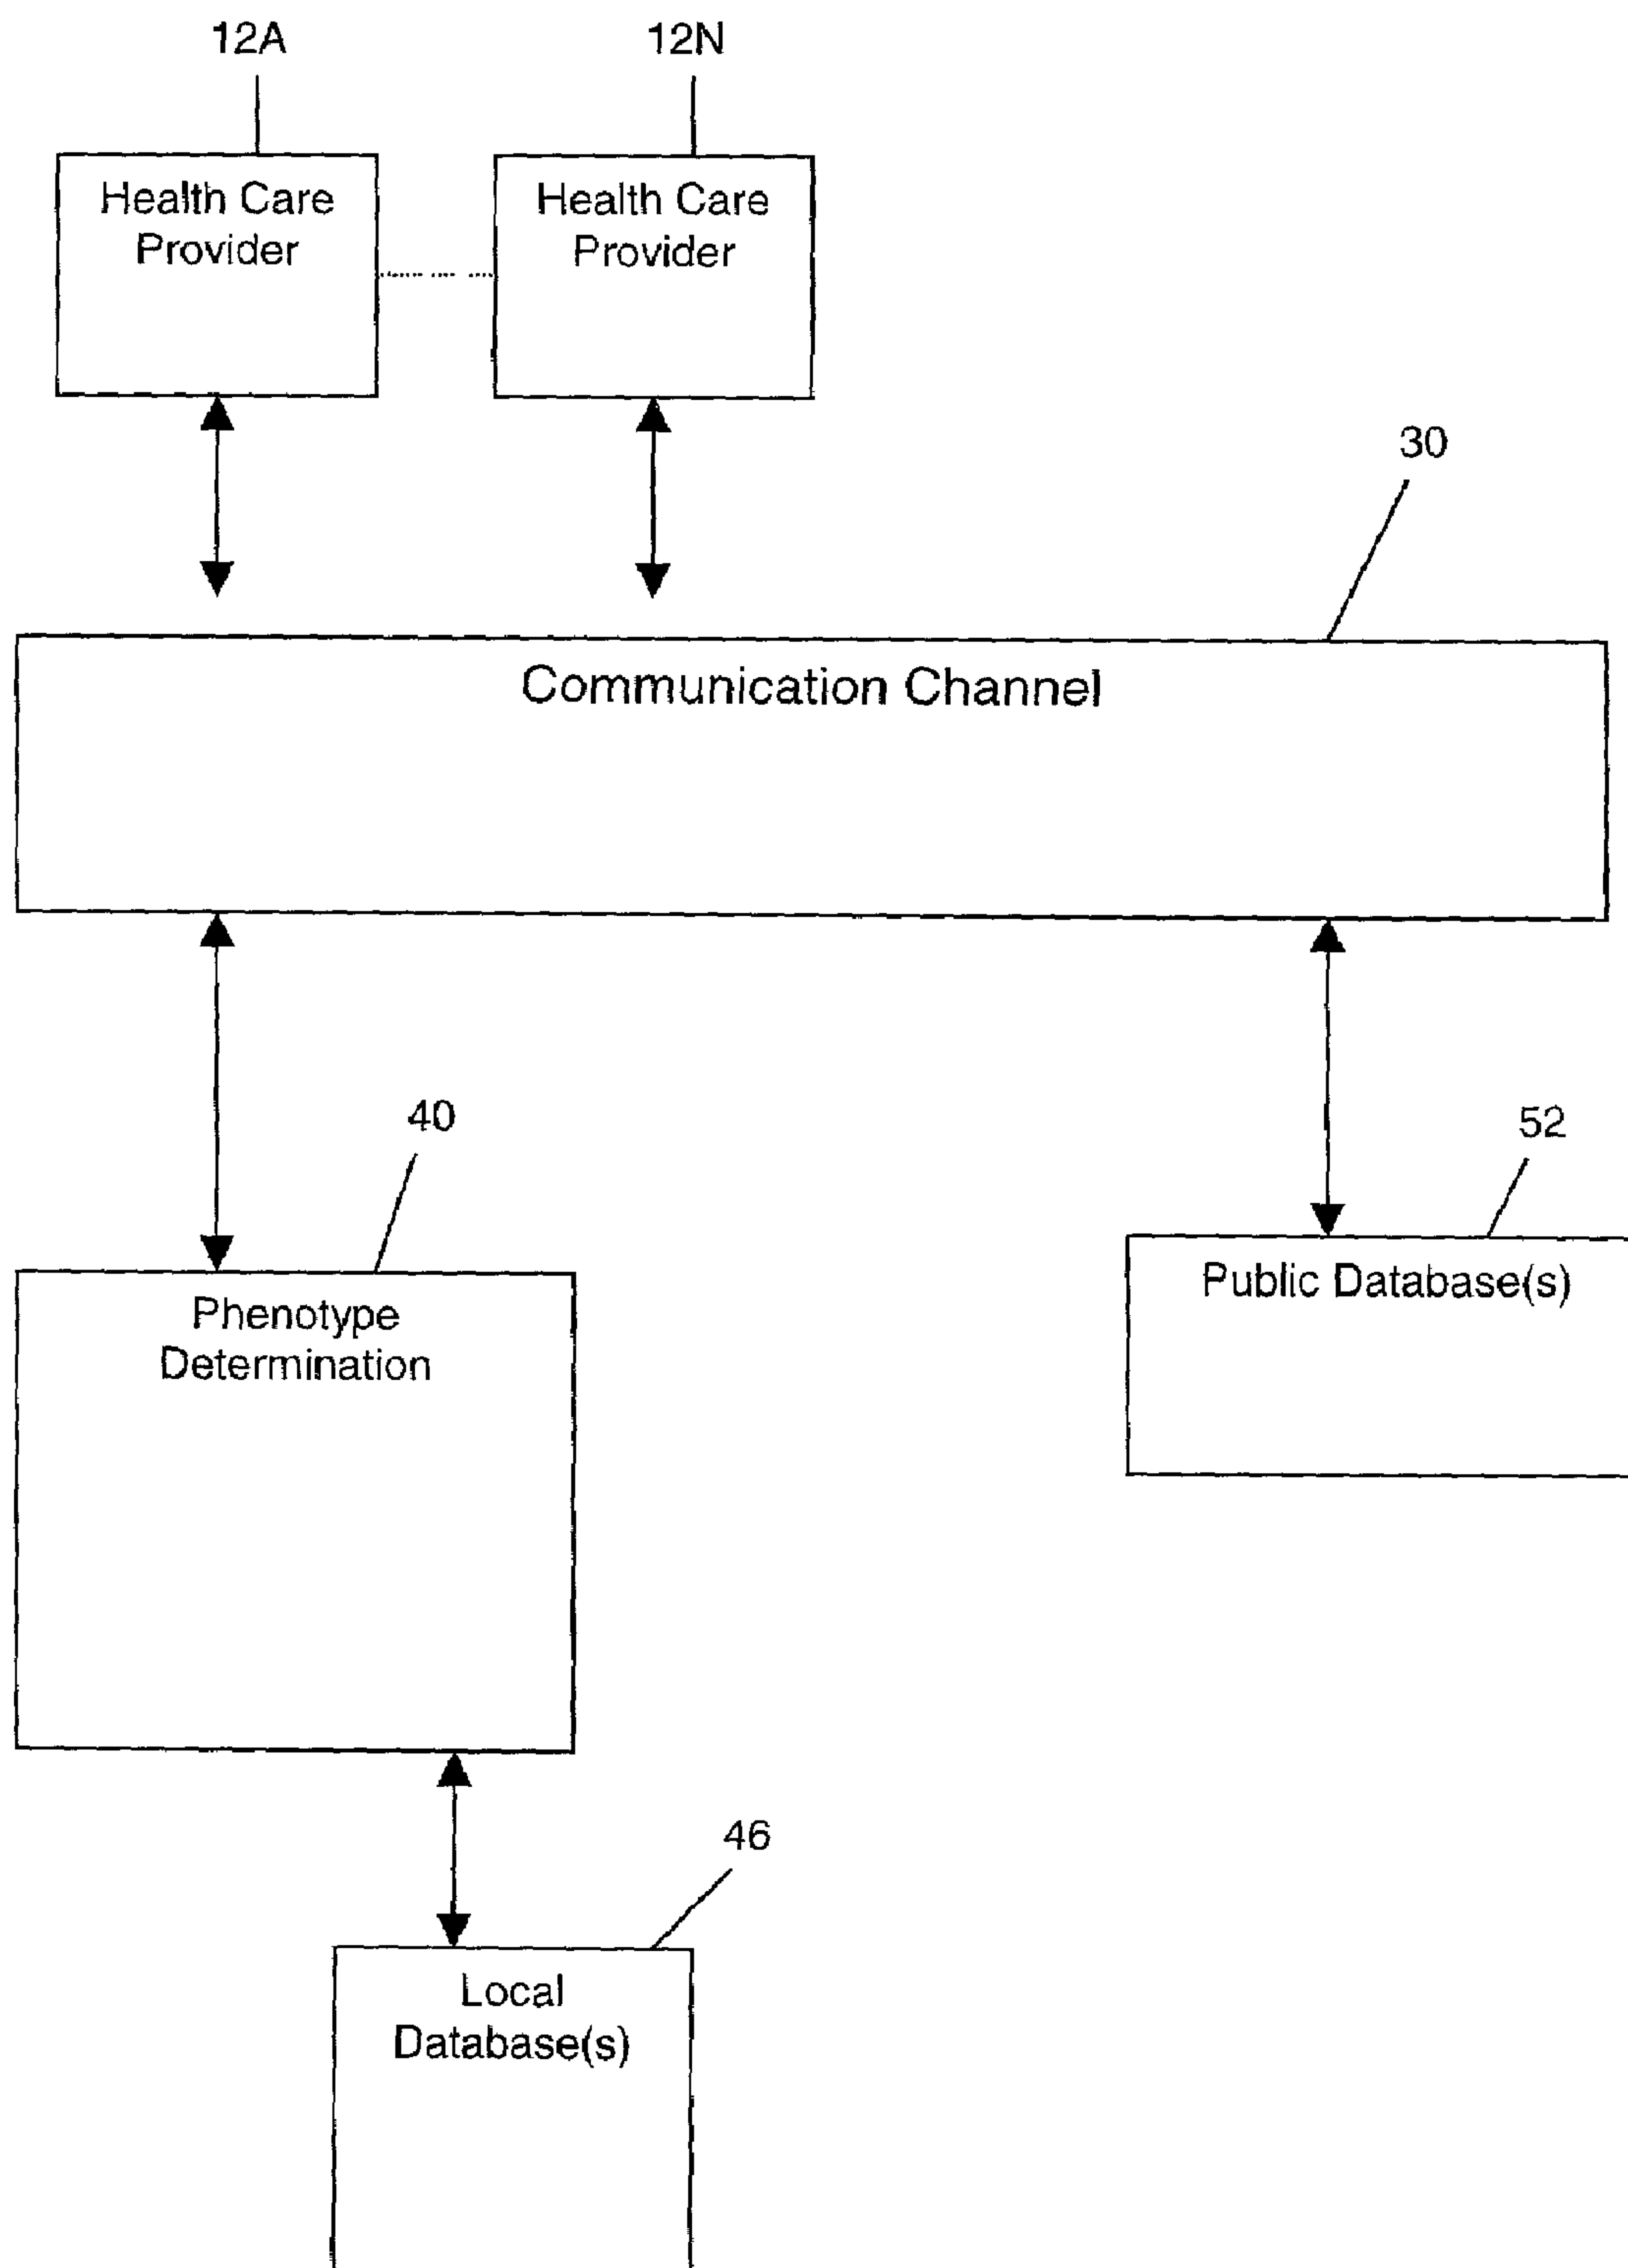 12A
12N
Health Care
Provider
Health Care
Provider
30
Communication Channel
40
52
Phenotype
Determination
Public Database(s)
46
Local
Database(s)